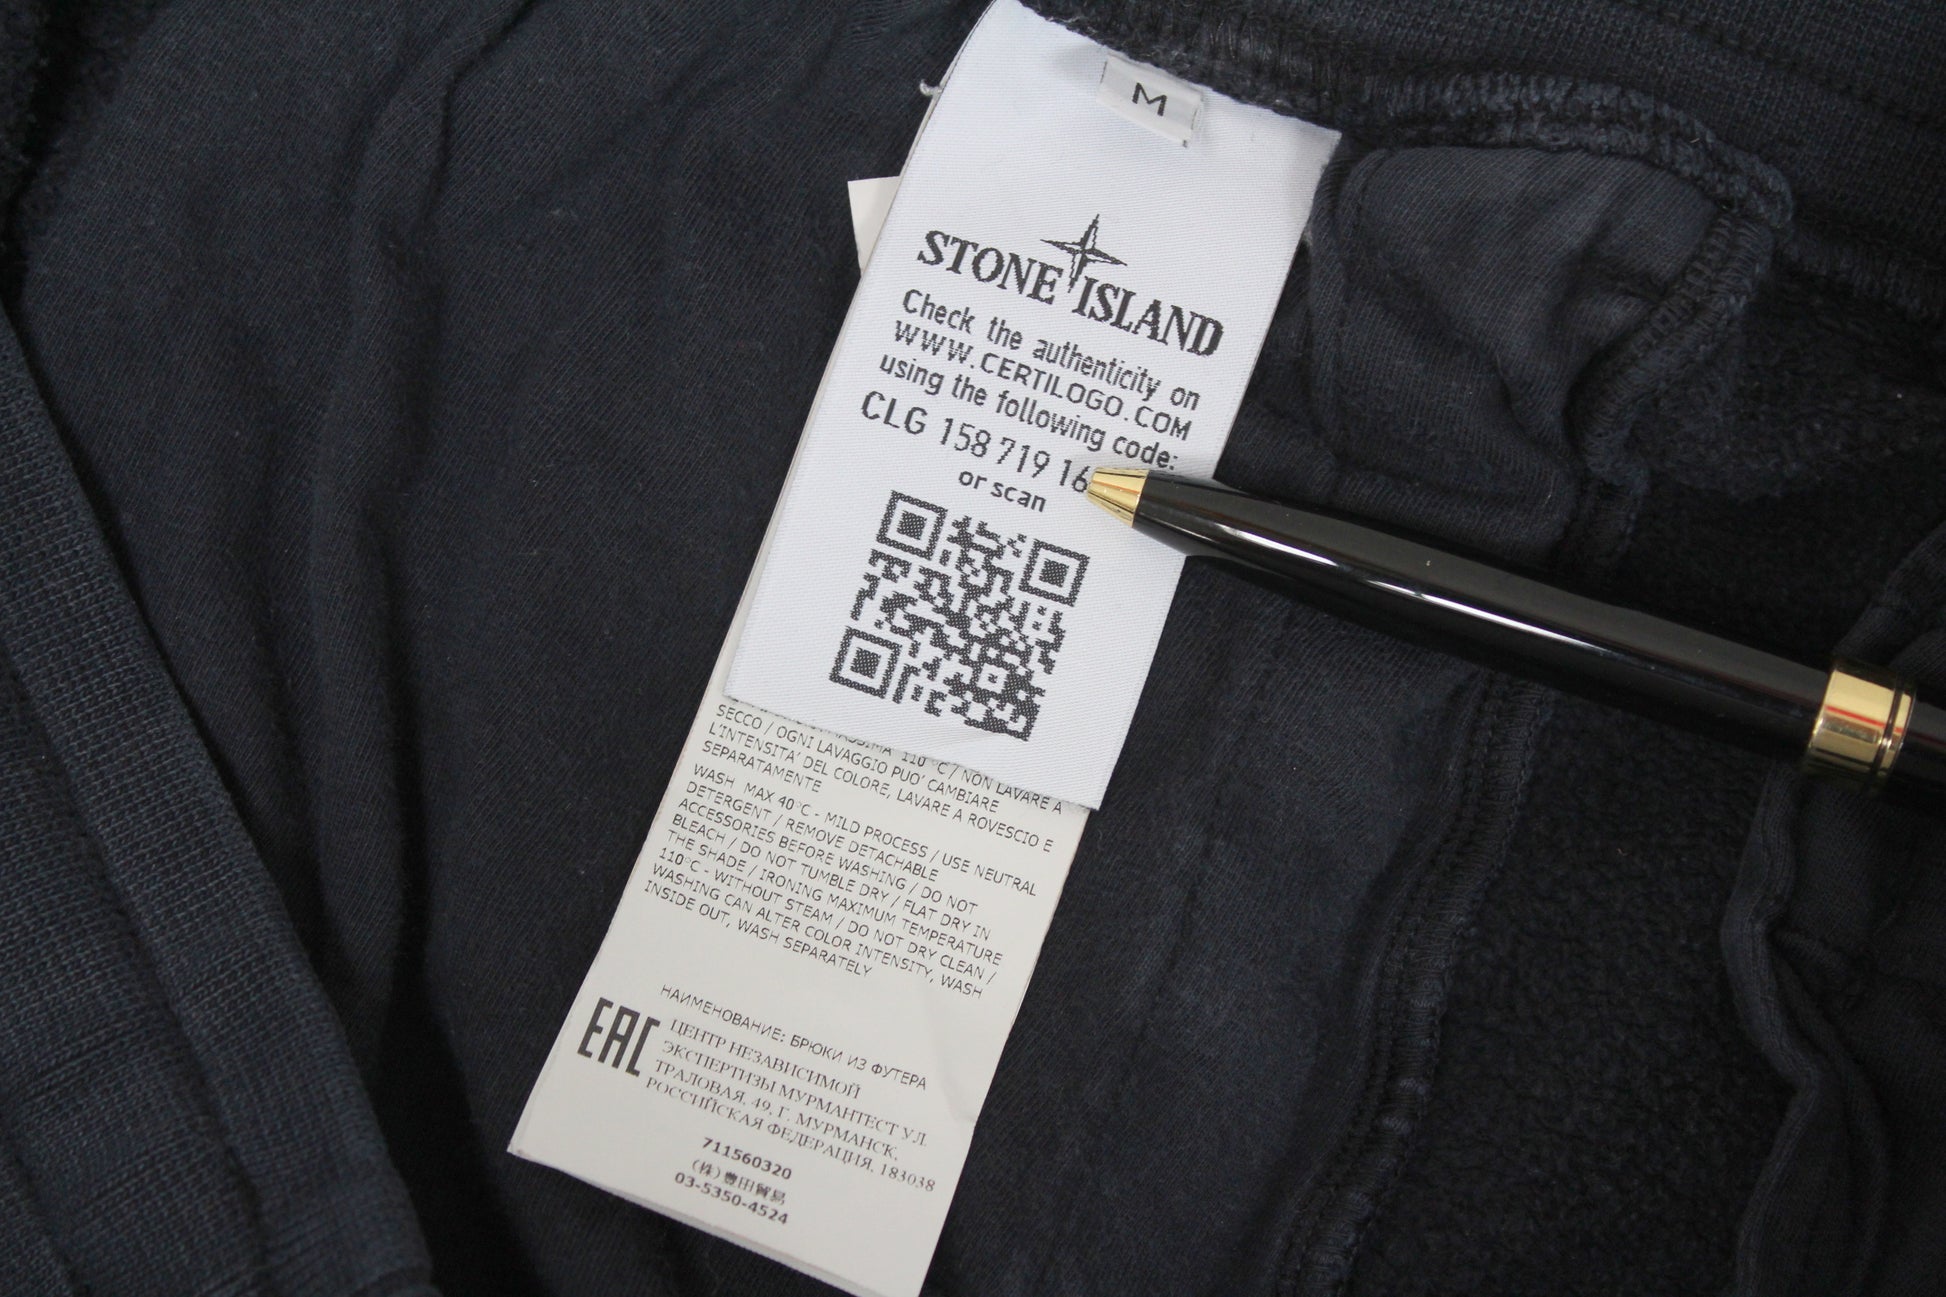 M
STONE ISLAND
Check the authenticity on
WWW.CERTILOGO.COM
using the following code:
CLG 158 719 16
or scan
110°C / NON LAVARE A
SECCO / OGNI LAVAGGIO PUO' CAMBIARE
L'INTENSITA' DEL COLORE, LAVARE A ROVESCIO E
SEPARATAMENTE
WASH MAX 40°C - MILD PROCESS / USE NEUTRAL
DETERGENT / REMOVE DETACHABLE
ACCESSORIES BEFORE WASHING / DO NOT
BLEACH / DO NOT TUMBLE DRY / FLAT DRY IN
THE SHADE / IRONING MAXIMUM TEMPERATURE
110°C - WITHOUT STEAM / DO NOT DRY CLEAN /
WASHING CAN ALTER COLOR INTENSITY, WASH
INSIDE OUT, WASH SEPARATELY
НАИМЕНОВАНИЕ: БРЮКИ ИЗ ФУТЕРА
EAC
ЦЕНТР НЕЗАВИСИМОЙ
ЭКСПЕРТИЗЫ МУРМАНТЕСТ УЛ.
ТРАЛОВАЯ, 49, Г. МУРМАНСК,
РОССИЙСКАЯ ФЕДЕРАЦИЯ, 183038
711560320
(株)豊田貿易
03-5350-4524